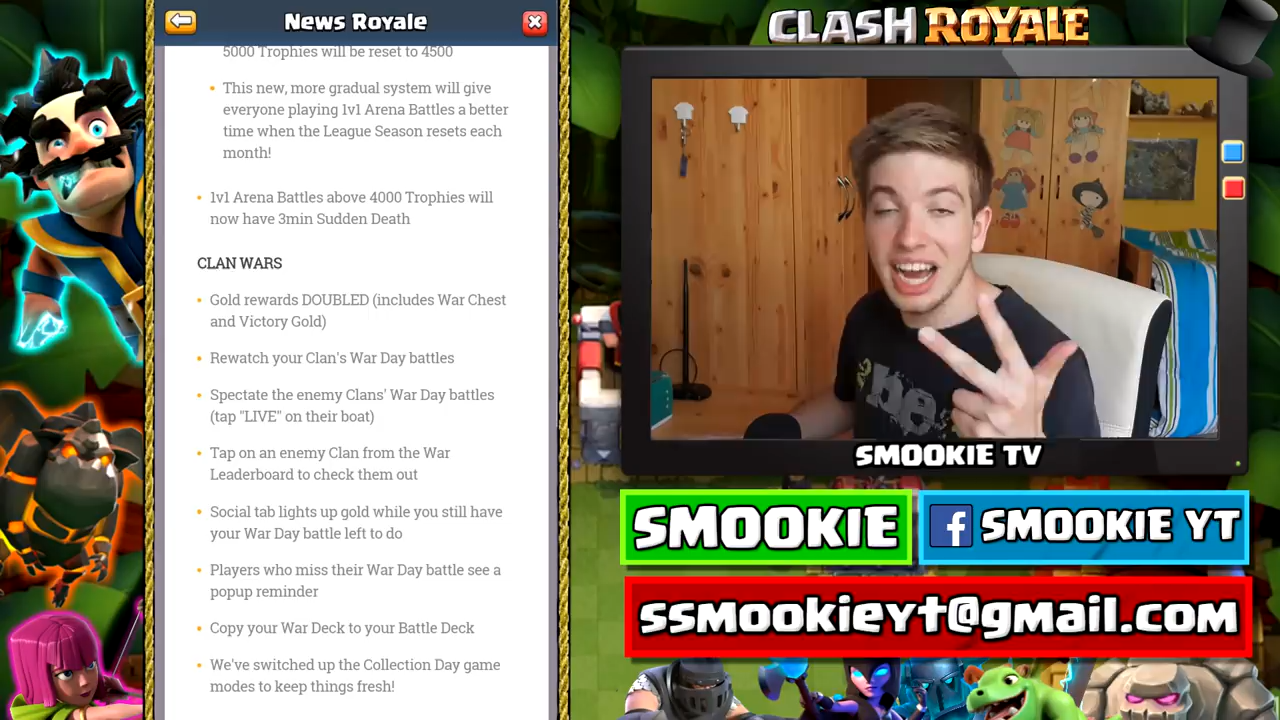 News Royale
5000 Trophies will be reset to 4500
This new, more gradual system will give
everyone playing 1v1 Arena Battles a better
time when the League Season resets each
month!
1v1 Arena Battles above 4000 Trophies will
now have 3min Sudden Death
CLAN WARS
Gold rewards DOUBLED (includes War Chest
and Victory Gold)
Rewatch your Clan's War Day battles
Spectate the enemy Clans' War Day battles
(tap "LIVE" on their boat)
Tap on an enemy Clan from the War
Leaderboard to check them out
Social tab lights up gold while you still have
your War Day battle left to do
Players who miss their War Day battle see a
popup reminder
Copy your War Deck to your Battle Deck
We've switched up the Collection Day game
modes to keep things fresh!
CLASH ROYALE
be
SMOOKIE TV
SMOOKIE
f SMOOKIE YT
ssmookieyt@gmail.com